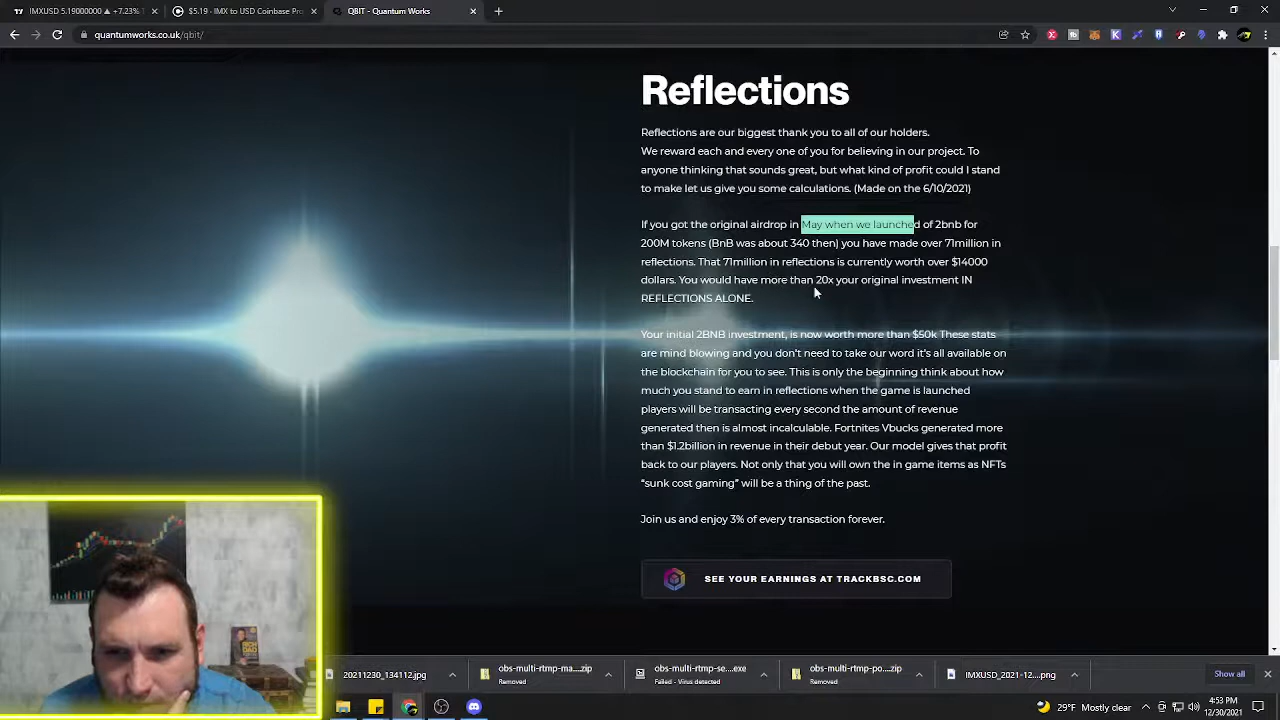 IMXUSD 5.19000000 ▲ +7.23% 1
$5.19 - IMX to USD Coinbase Pro
QBIT - Quantum Works
quantumworks.co.uk/qbit/
Reflections
Reflections are our biggest thank you to all of our holders.
We reward each and every one of you for believing in our project. To
anyone thinking that sounds great, but what kind of profit could I stand
to make let us give you some calculations. (Made on the 6/10/2021)
If you got the original airdrop in May when we launched of 2bnb for
200M tokens (BnB was about 340 then) you have made over 71million in
reflections. That 71million in reflections is currently worth over $14000
dollars. You would have more than 20x your original investment IN
REFLECTIONS ALONE.
Your initial 2BNB investment, is now worth more than $50k These stats
are mind blowing and you don't need to take our word it's all available on
the blockchain for you to see. This is only the beginning think about how
much you stand to earn in reflections when the game is launched
players will be transacting every second the amount of revenue
generated then is almost incalculable. Fortnites Vbucks generated more
than $1.2billion in revenue in their debut year. Our model gives that profit
back to our players. Not only that you will own the in game items as NFTs
"sunk cost gaming" will be a thing of the past.
Join us and enjoy 3% of every transaction forever.
SEE YOUR EARNINGS AT TRACKBSC.COM
RICH DAD
20211230_134112.jpg
obs-multi-rtmp-ma....zip
Removed
obs-multi-rtmp-se....exe
Failed - Virus detected
obs-multi-rtmp-po....zip
Removed
IMXUSD_2021-12....png
Show all
29°F Mostly clear
4:53 PM
12/30/2021